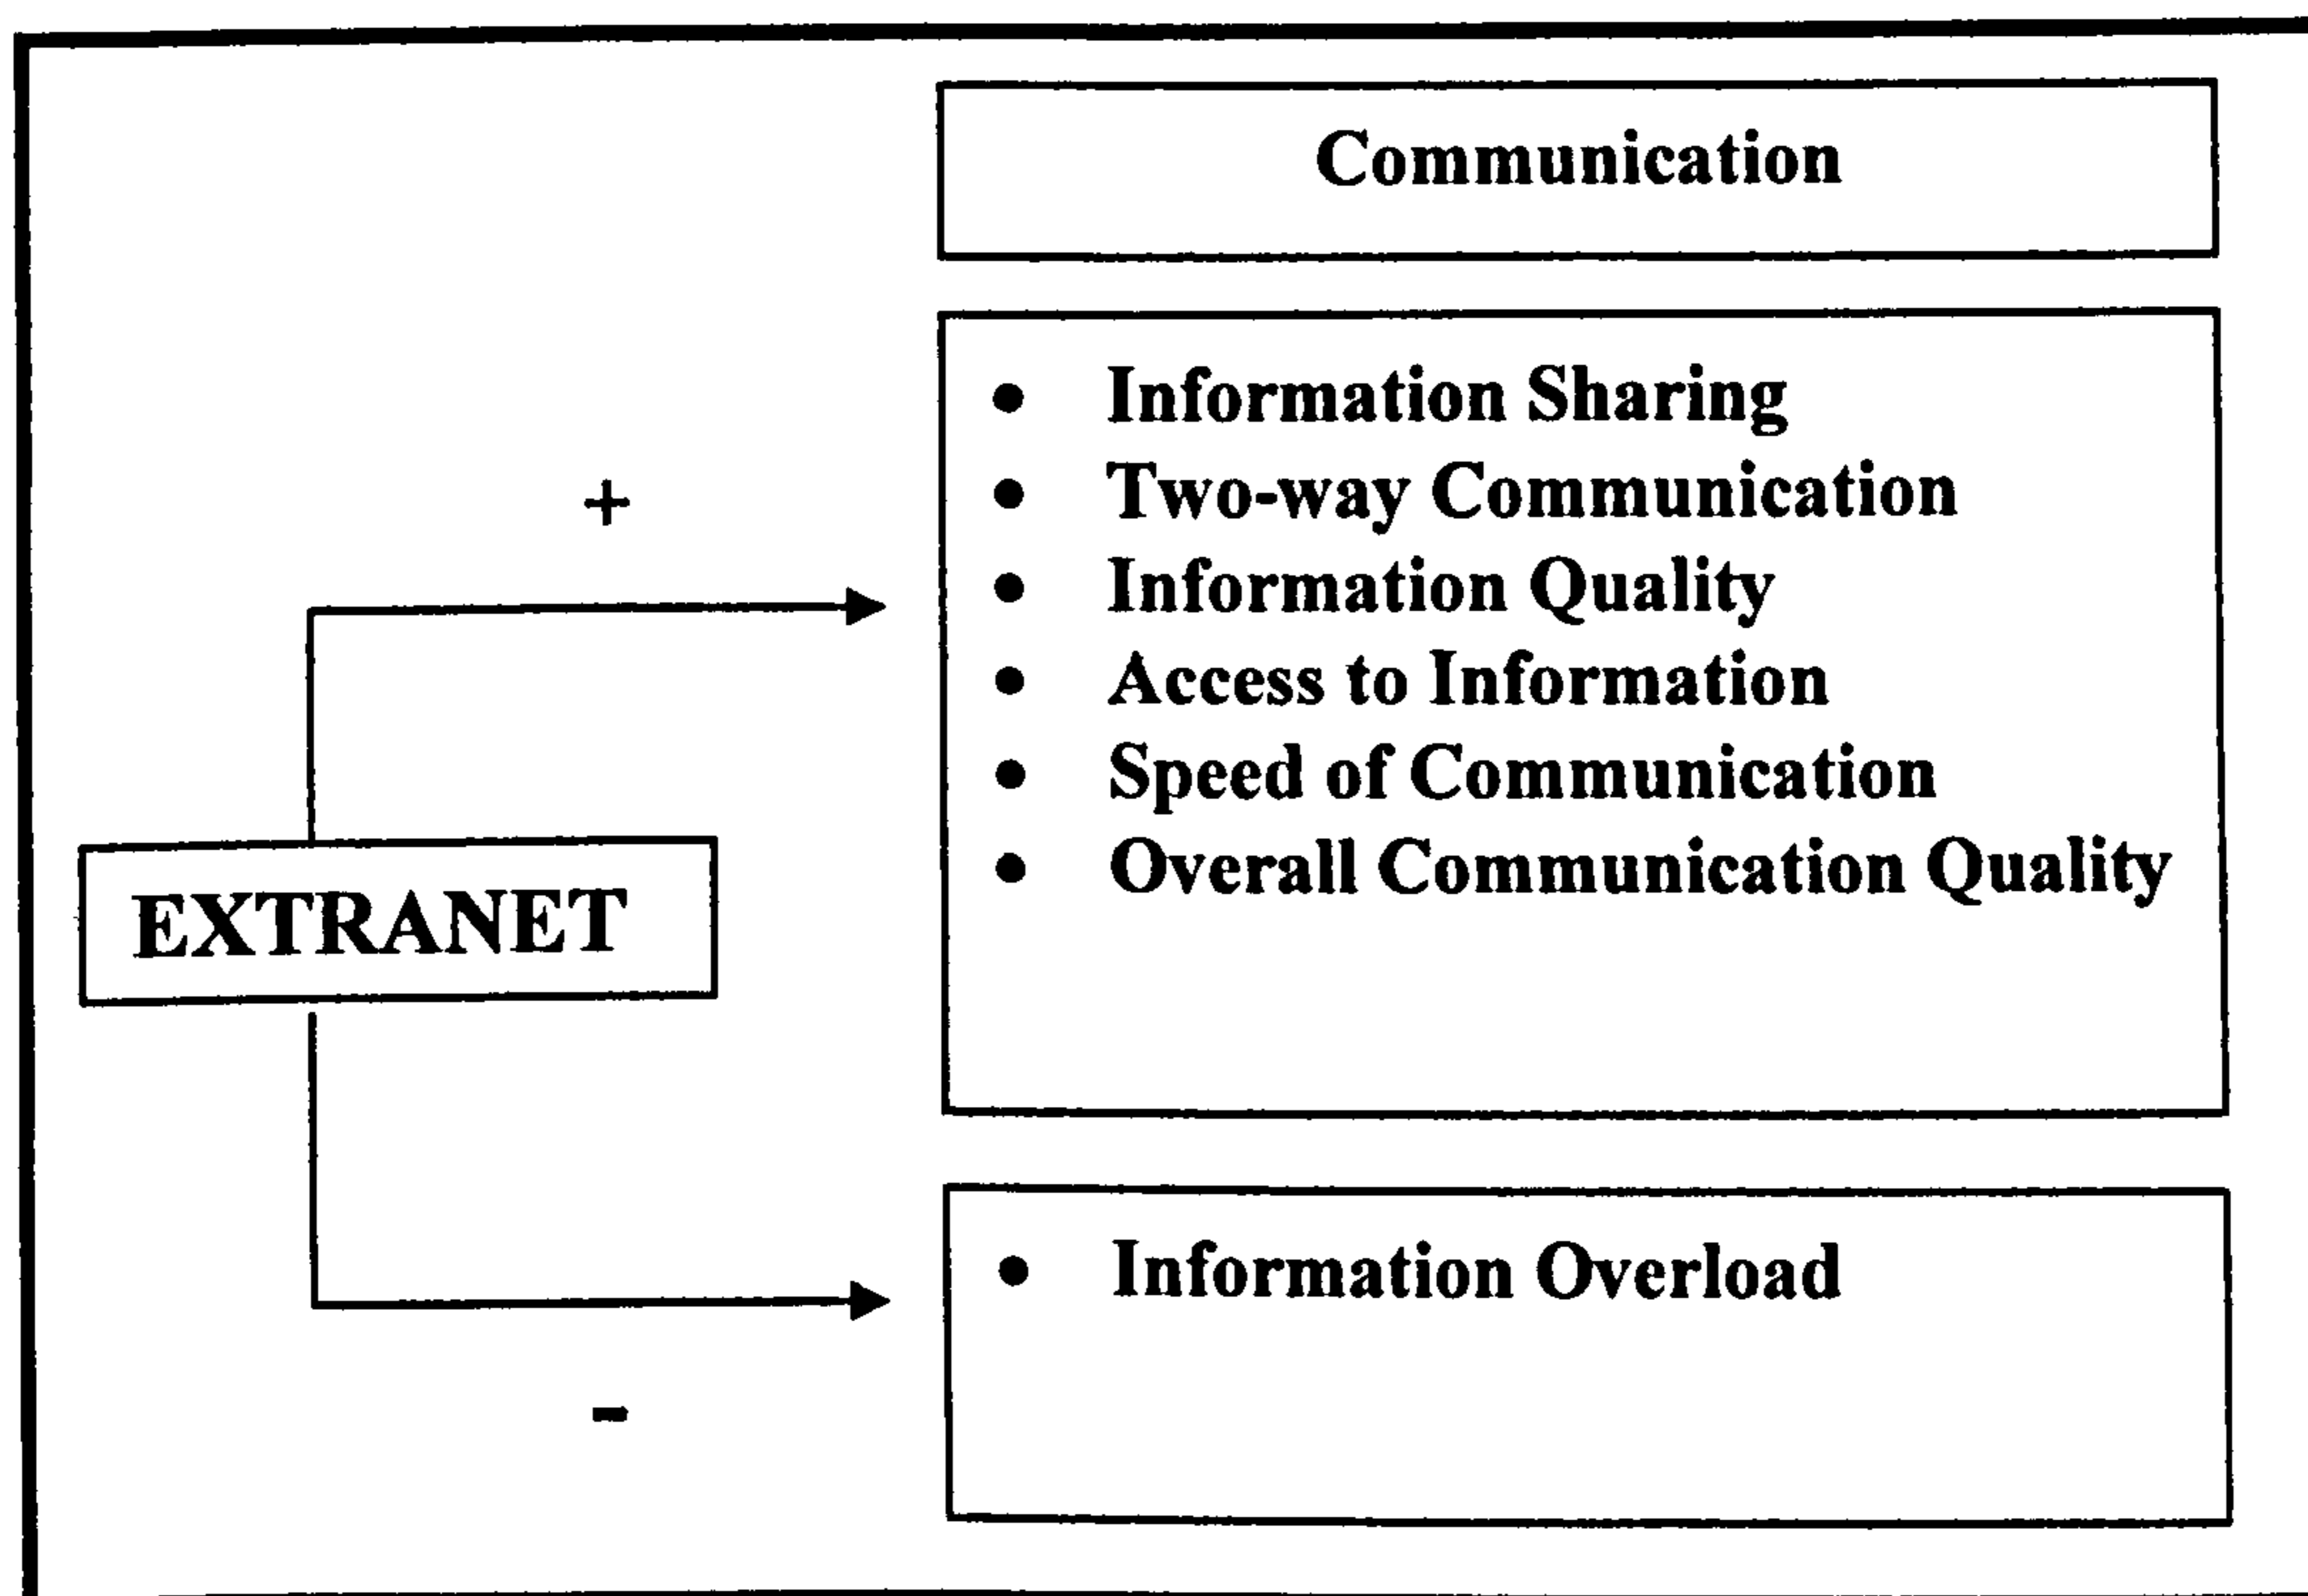 Communication
• Information Sharing
• Two-way Communication
• Information Quality
• Access to Information
• Speed of Communication
• Overall Communication Quality
+
EXTRANET
• Information Overload
-